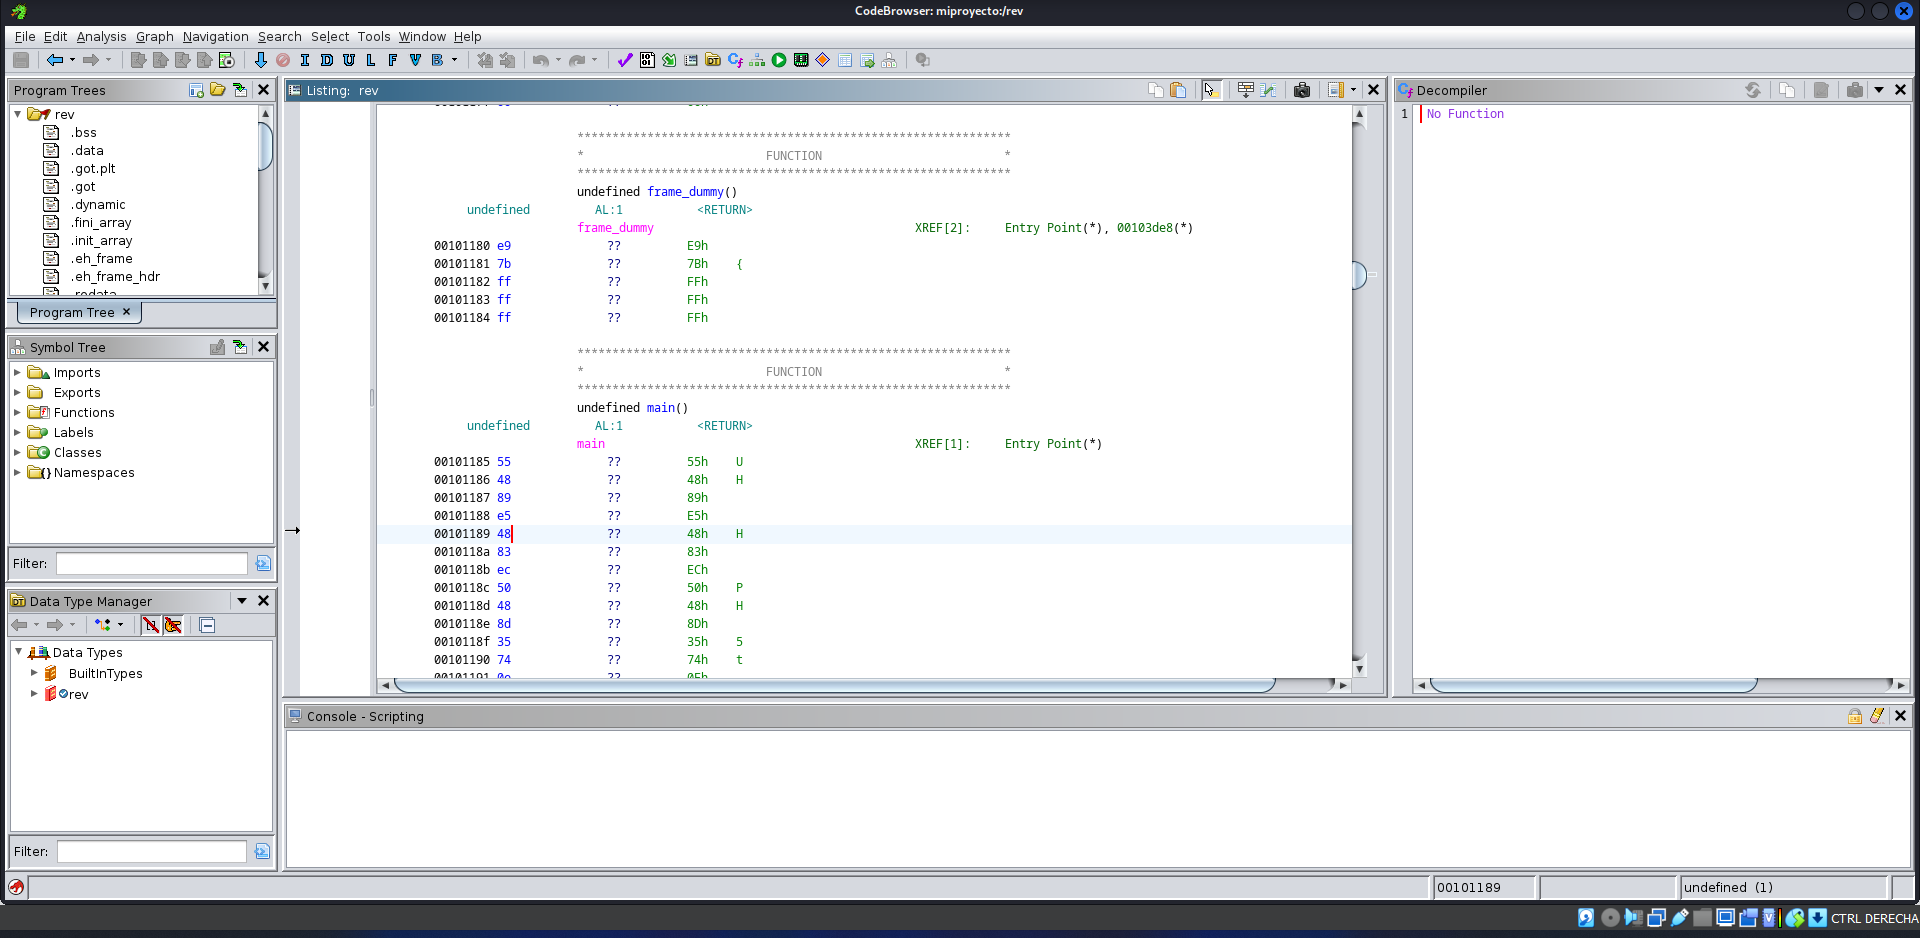 CodeBrowser: miproyecto:/rev
File Edit Analysis Graph Navigation Search Select Tools Window Help
I D U L F V B
Program Trees
rev
.bss
.data
.got.plt
.got
.dynamic
.fini_array
.init_array
.eh_frame
.eh_frame_hdr
.rodata
Program Tree ×
Symbol Tree
Imports
Exports
Functions
Labels
Classes
Namespaces
Filter:
Data Type Manager
Data Types
BuiltInTypes
rev
Filter:
Listing: rev
*************************************************************
* FUNCTION *
*************************************************************
undefined frame_dummy()
undefined AL:1 <RETURN>
frame_dummy XREF[2]: Entry Point(*), 00103de8(*)
00101180 e9 ?? E9h
00101181 7b ?? 7Bh {
00101182 ff ?? FFh
00101183 ff ?? FFh
00101184 ff ?? FFh
*************************************************************
* FUNCTION *
*************************************************************
undefined main()
undefined AL:1 <RETURN>
main XREF[1]: Entry Point(*)
00101185 55 ?? 55h U
00101186 48 ?? 48h H
00101187 89 ?? 89h
00101188 e5 ?? E5h
00101189 48 ?? 48h H
0010118a 83 ?? 83h
0010118b ec ?? ECh
0010118c 50 ?? 50h P
0010118d 48 ?? 48h H
0010118e 8d ?? 8Dh
0010118f 35 ?? 35h 5
00101190 74 ?? 74h t
00101191 0e ?? 0Eh
Decompiler
1 No Function
Console - Scripting
00101189
undefined (1)
CTRL DERECHA